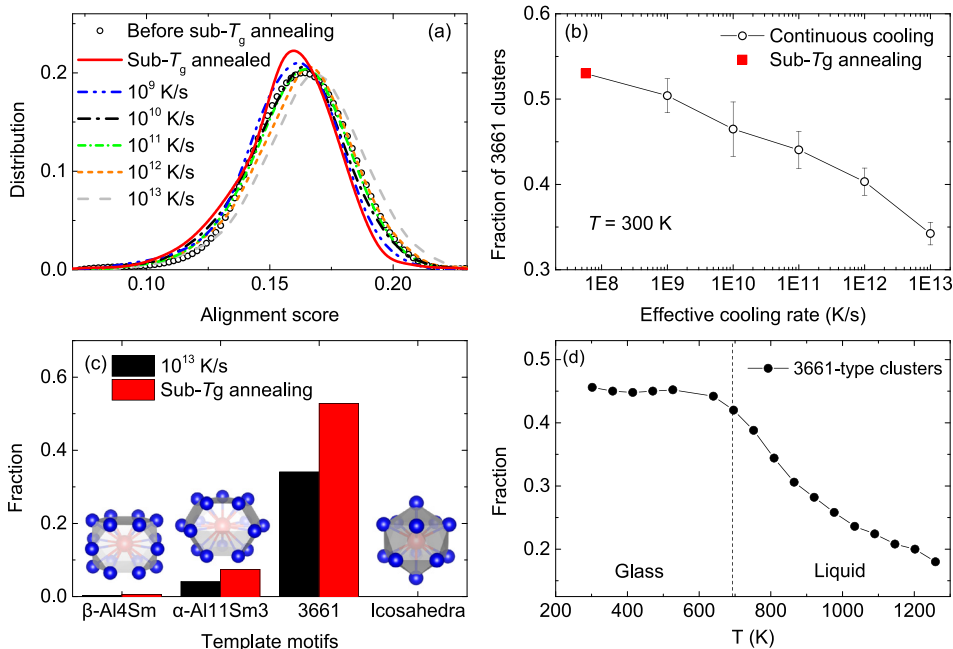 (a)
Before sub-Tg annealing
Sub-Tg annealed
10^9 K/s
10^10 K/s
10^11 K/s
10^12 K/s
10^13 K/s
0.2
0.1
0.0
Distribution
0.10
0.15
0.20
Alignment score
(b)
Continuous cooling
Sub-Tg annealing
T = 300 K
0.6
0.5
0.4
0.3
Fraction of 3661 clusters
1E8
1E9
1E10
1E11
1E12
1E13
Effective cooling rate (K/s)
(c)
10^13 K/s
Sub-Tg annealing
0.6
0.4
0.2
0.0
Fraction
β-Al4Sm
α-Al11Sm3
3661
Icosahedra
Template motifs
(d)
3661-type clusters
0.5
0.4
0.3
0.2
Fraction
Glass
Liquid
200
400
600
800
1000
1200
T (K)